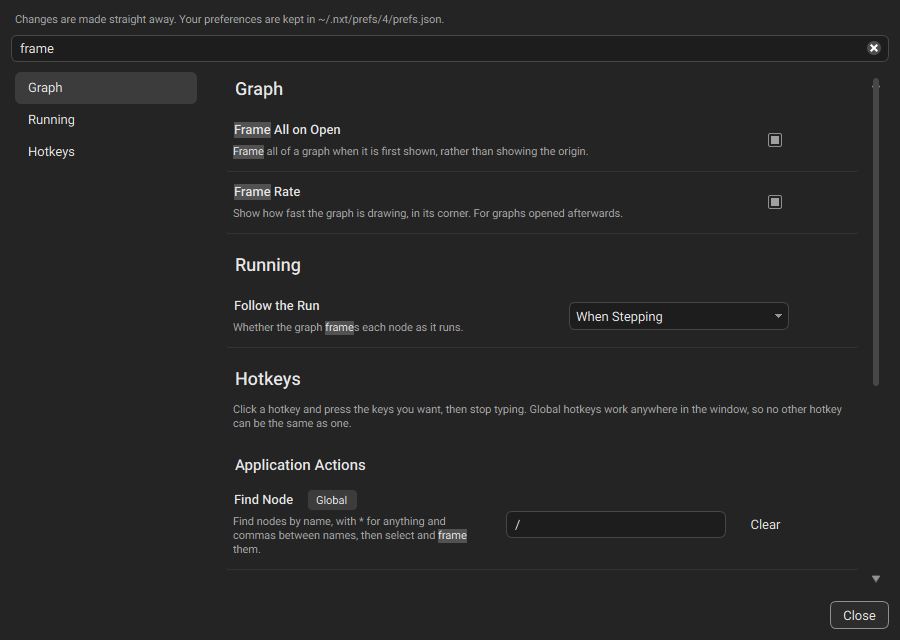 Changes are made straight away. Your preferences are kept in ~/.nxt/prefs/4/prefs.json.
frame
Graph
Running
Hotkeys
Graph
Frame All on Open
Frame all of a graph when it is first shown, rather than showing the origin.
Frame Rate
Show how fast the graph is drawing, in its corner. For graphs opened afterwards.
Running
Follow the Run
Whether the graph frames each node as it runs.
When Stepping
Hotkeys
Click a hotkey and press the keys you want, then stop typing. Global hotkeys work anywhere in the window, so no other hotkey
can be the same as one.
Application Actions
Find Node Global
Find nodes by name, with * for anything and
commas between names, then select and frame
them.
/
Clear
Close